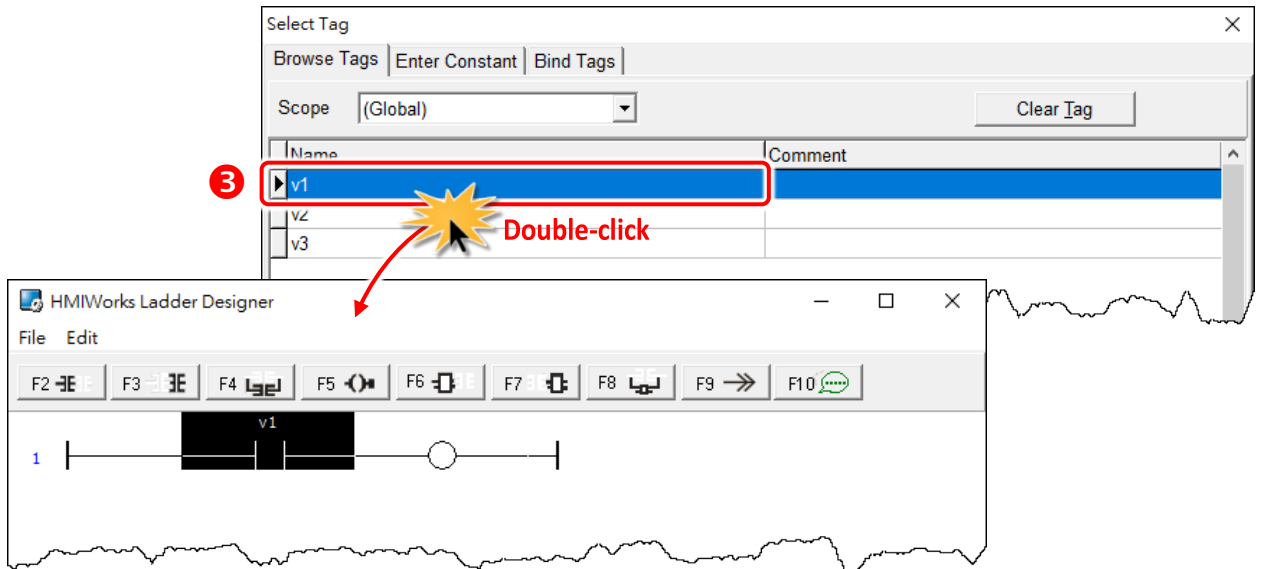 Select Tag
Browse Tags Enter Constant Bind Tags
Scope (Global) Clear Tag
Name Comment
3 v1
v2
Double-click
v3
HMIWorks Ladder Designer
File Edit
F2 F3 F4 F5 F6 F7 F8 F9 F10
v1
1